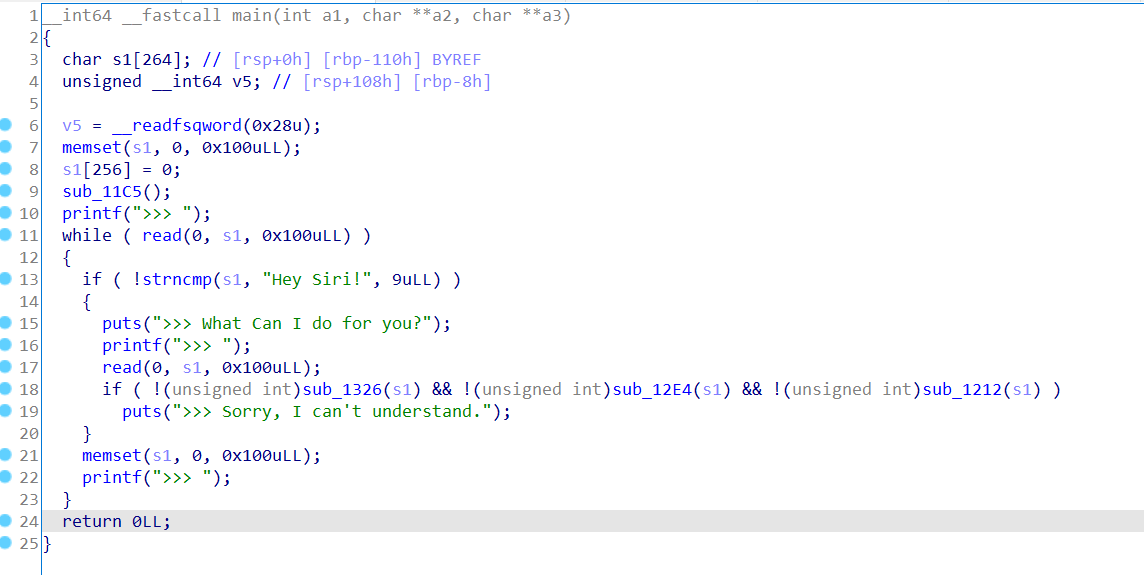 1 __int64 __fastcall main(int a1, char **a2, char **a3)
2 {
3 char s1[264]; // [rsp+0h] [rbp-110h] BYREF
4 unsigned __int64 v5; // [rsp+108h] [rbp-8h]
5
6 v5 = __readfsqword(0x28u);
7 memset(s1, 0, 0x100uLL);
8 s1[256] = 0;
9 sub_11C5();
10 printf(">>> ");
11 while ( read(0, s1, 0x100uLL) )
12 {
13 if ( !strncmp(s1, "Hey Siri!", 9uLL) )
14 {
15 puts(">>> What Can I do for you?");
16 printf(">>> ");
17 read(0, s1, 0x100uLL);
18 if ( !(unsigned int)sub_1326(s1) && !(unsigned int)sub_12E4(s1) && !(unsigned int)sub_1212(s1) )
19 puts(">>> Sorry, I can't understand.");
20 }
21 memset(s1, 0, 0x100uLL);
22 printf(">>> ");
23 }
24 return 0LL;
25 }